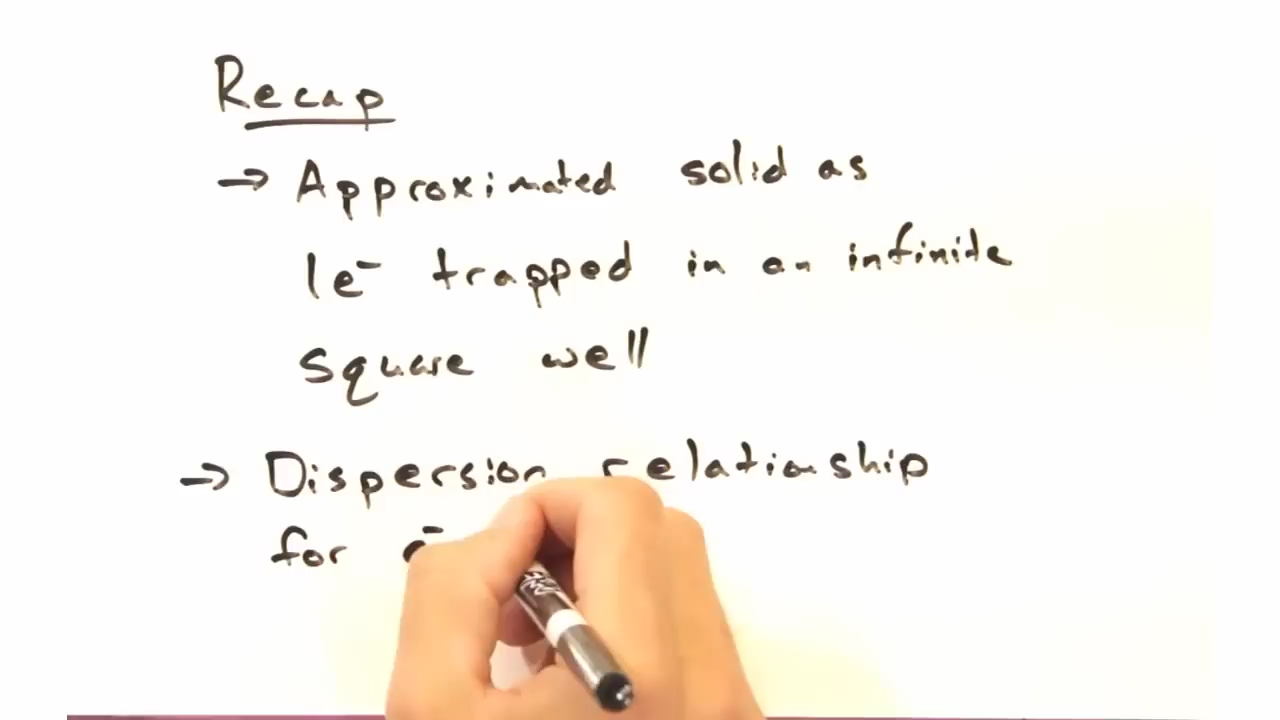 Recap
→ Approximated solid as
1e⁻ trapped in an infinite
square well
→ Dispersion relationship
for e⁻